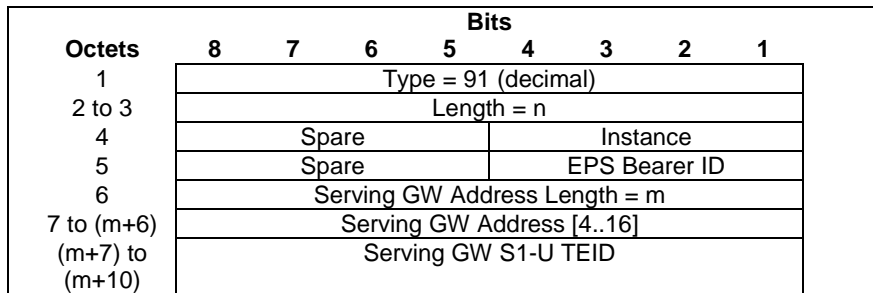 Bits
Octets 8 7 6 5 4 3 2 1
1 Type = 91 (decimal)
2 to 3 Length = n
4 Spare Instance
5 Spare EPS Bearer ID
6 Serving GW Address Length = m
7 to (m+6) Serving GW Address [4..16]
(m+7) to
(m+10)
Serving GW S1-U TEID